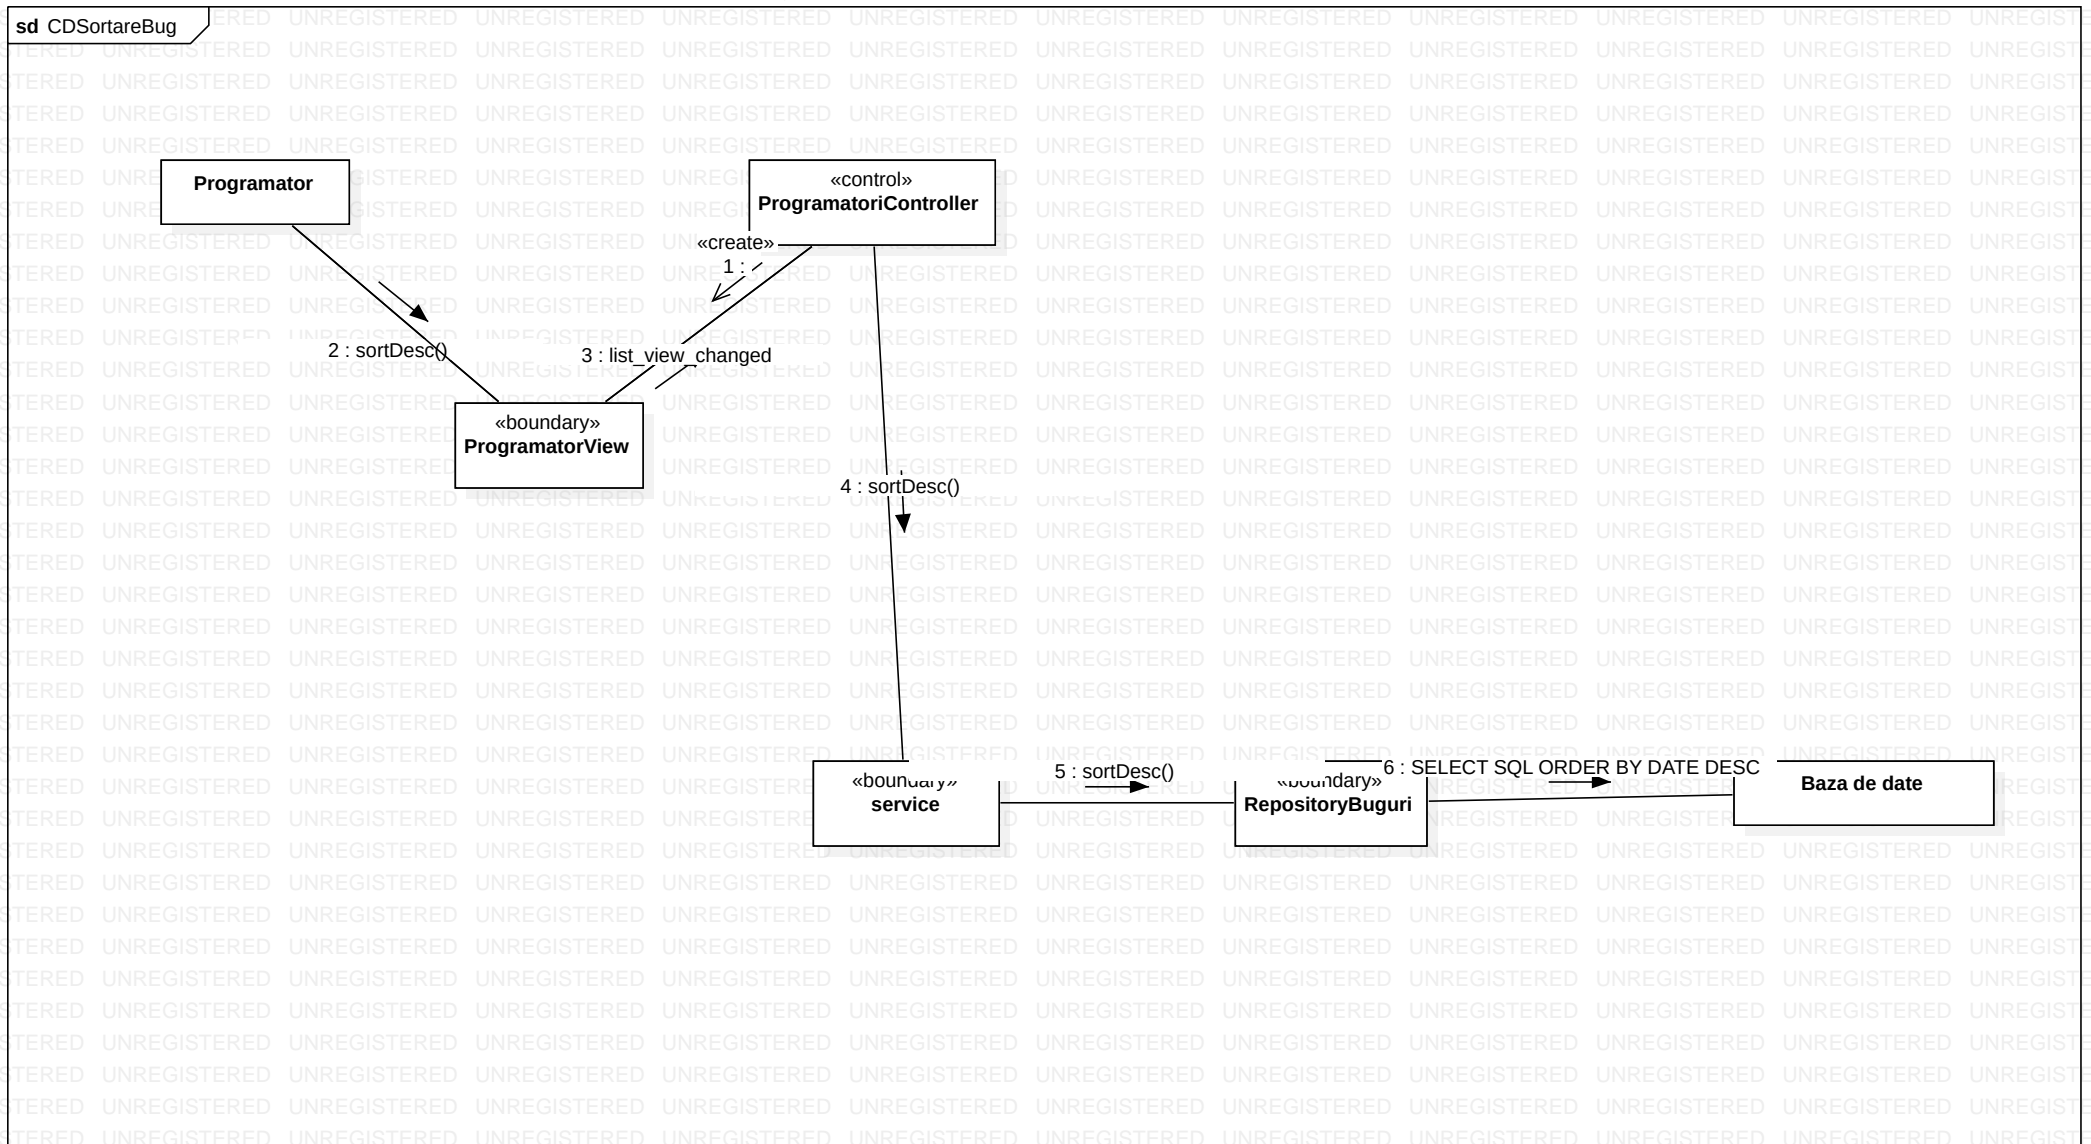 sd CDSortareBug
Programator
«control»
ProgramatoriController
«create»
1 :
2 : sortDesc()
3 : list_view_changed
«boundary»
ProgramatorView
4 : sortDesc()
«boundary»
service
5 : sortDesc()
«boundary»
RepositoryBuguri
6 : SELECT SQL ORDER BY DATE DESC
Baza de date
UNREGISTERED